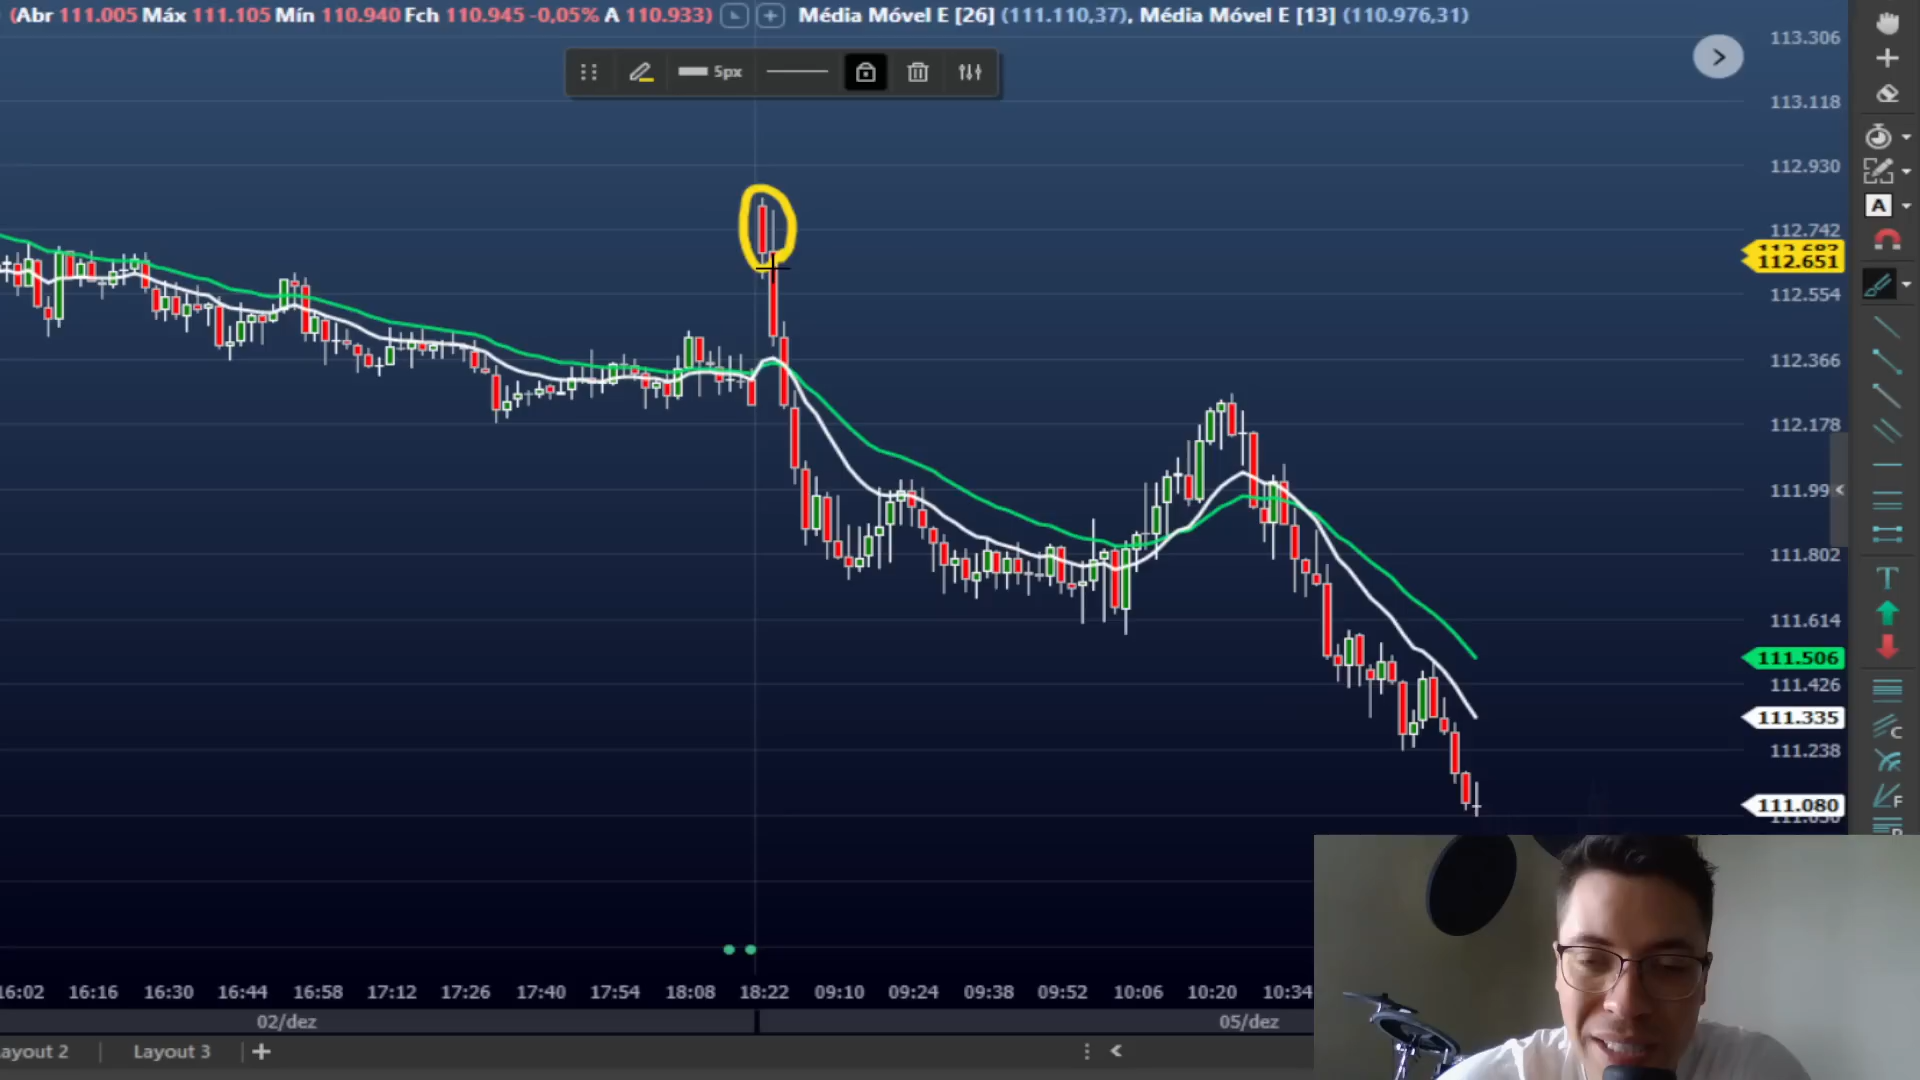 (Abr 111.005 Máx 111.105 Mín 110.940 Fch 110.945 -0,05% A 110.933) Média Móvel E [26] (111.110,37), Média Móvel E [13] (110.976,31)
5px
113.306
113.118
112.930
112.742
112.651
112.554
112.366
112.178
111.99
111.802
111.614
111.506
111.426
111.335
111.238
111.080
A
T
C
F
16:02 16:16 16:30 16:44 16:58 17:12 17:26 17:40 17:54 18:08 18:22 09:10 09:24 09:38 09:52 10:06 10:20 10:34
02/dez 05/dez
ayout 2 Layout 3